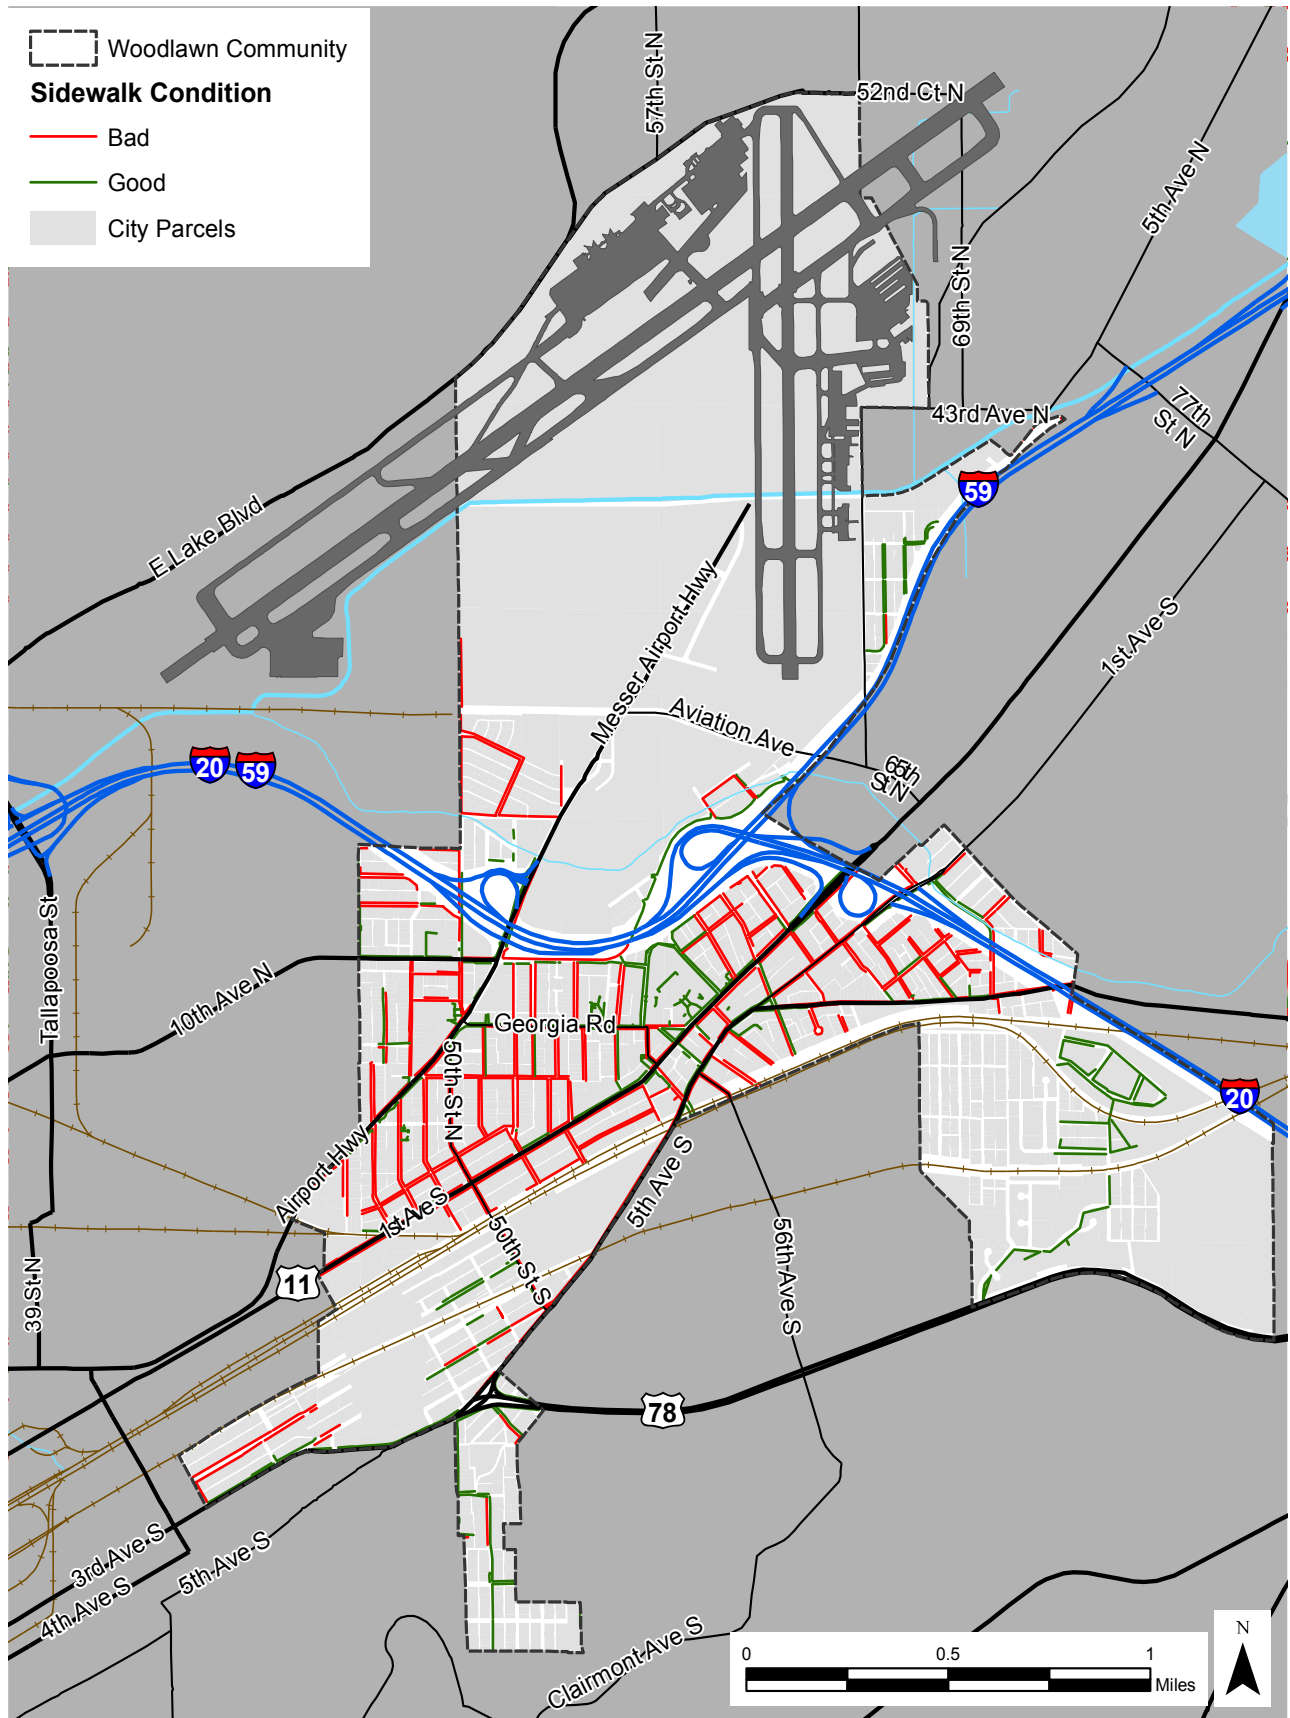 Woodlawn Community
Sidewalk Condition
Bad
Good
City Parcels
57th St N
52nd Ct N
5th Ave N
69th St N
43rd Ave N
77th
St N
59
E Lake Blvd
Messer Airport Hwy
1st Ave S
Aviation Ave
65th
St N
20
59
Tallapoosa St
10th Ave N
Georgia Rd
50th St N
20
Airport Hwy
1st Ave S
5th Ave S
50th St S
56th Ave S
11
39 St N
78
3rd Ave S
4th Ave S
5th Ave S
Clairmont Ave S
0
0.5
1
Miles
N